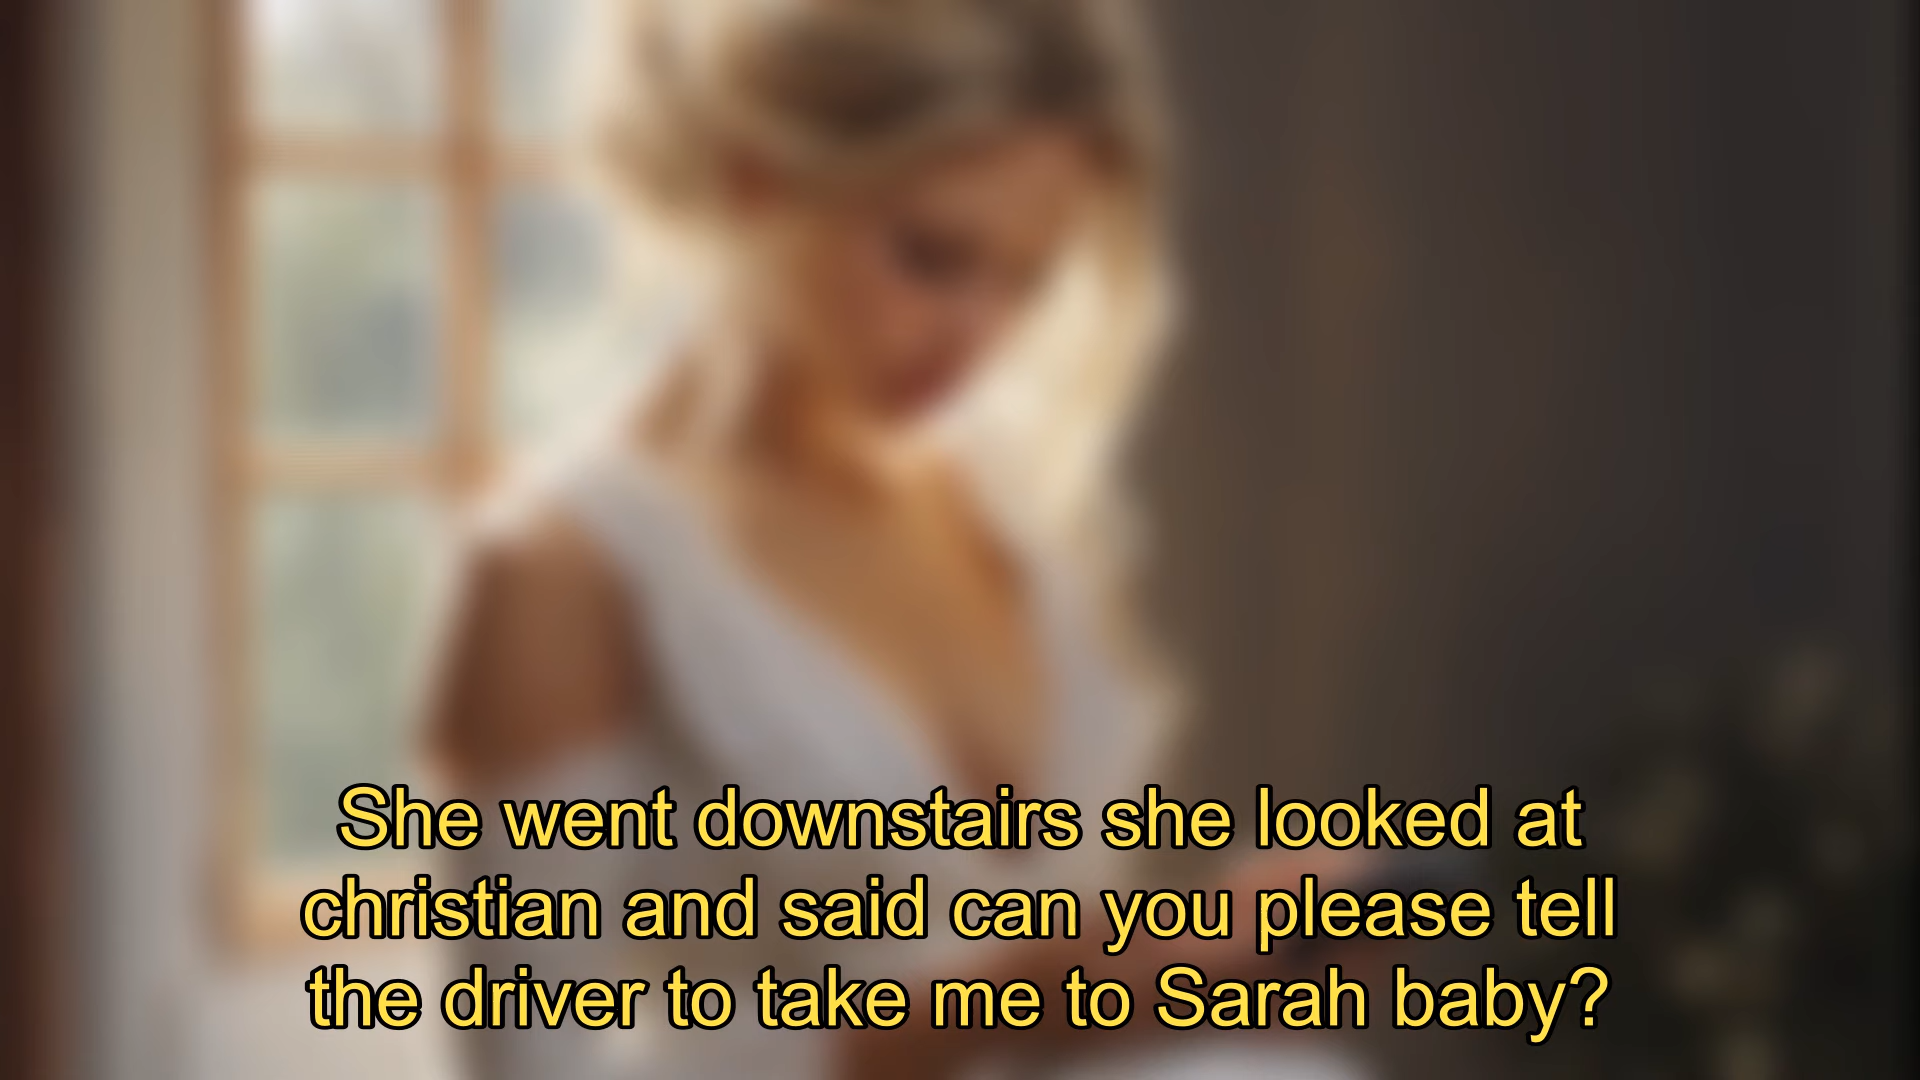 She went downstairs she looked at
christian and said can you please tell
the driver to take me to Sarah baby?